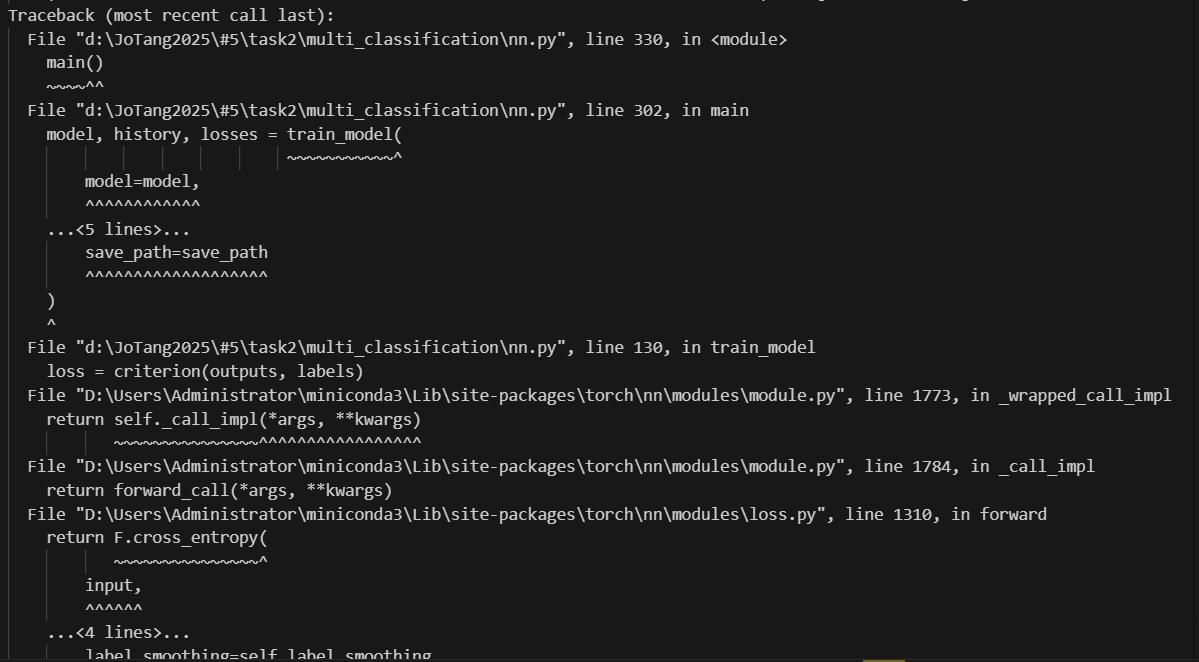 Traceback (most recent call last):
  File "d:\JoTang2025\#5\task2\multi_classification\nn.py", line 330, in <module>
    main()
    ~~~~^^
  File "d:\JoTang2025\#5\task2\multi_classification\nn.py", line 302, in main
    model, history, losses = train_model(
                             ~~~~~~~~~~~^
        model=model,
        ^^^^^^^^^^^^
    ...<5 lines>...
        save_path=save_path
        ^^^^^^^^^^^^^^^^^^^
    )
    ^
  File "d:\JoTang2025\#5\task2\multi_classification\nn.py", line 130, in train_model
    loss = criterion(outputs, labels)
  File "D:\Users\Administrator\miniconda3\Lib\site-packages\torch\nn\modules\module.py", line 1773, in _wrapped_call_impl
    return self._call_impl(*args, **kwargs)
           ~~~~~~~~~~~~~~~^^^^^^^^^^^^^^^^^
  File "D:\Users\Administrator\miniconda3\Lib\site-packages\torch\nn\modules\module.py", line 1784, in _call_impl
    return forward_call(*args, **kwargs)
  File "D:\Users\Administrator\miniconda3\Lib\site-packages\torch\nn\modules\loss.py", line 1310, in forward
    return F.cross_entropy(
           ~~~~~~~~~~~~~~~^
        input,
        ^^^^^^
    ...<4 lines>...
        label_smoothing=self.label_smoothing